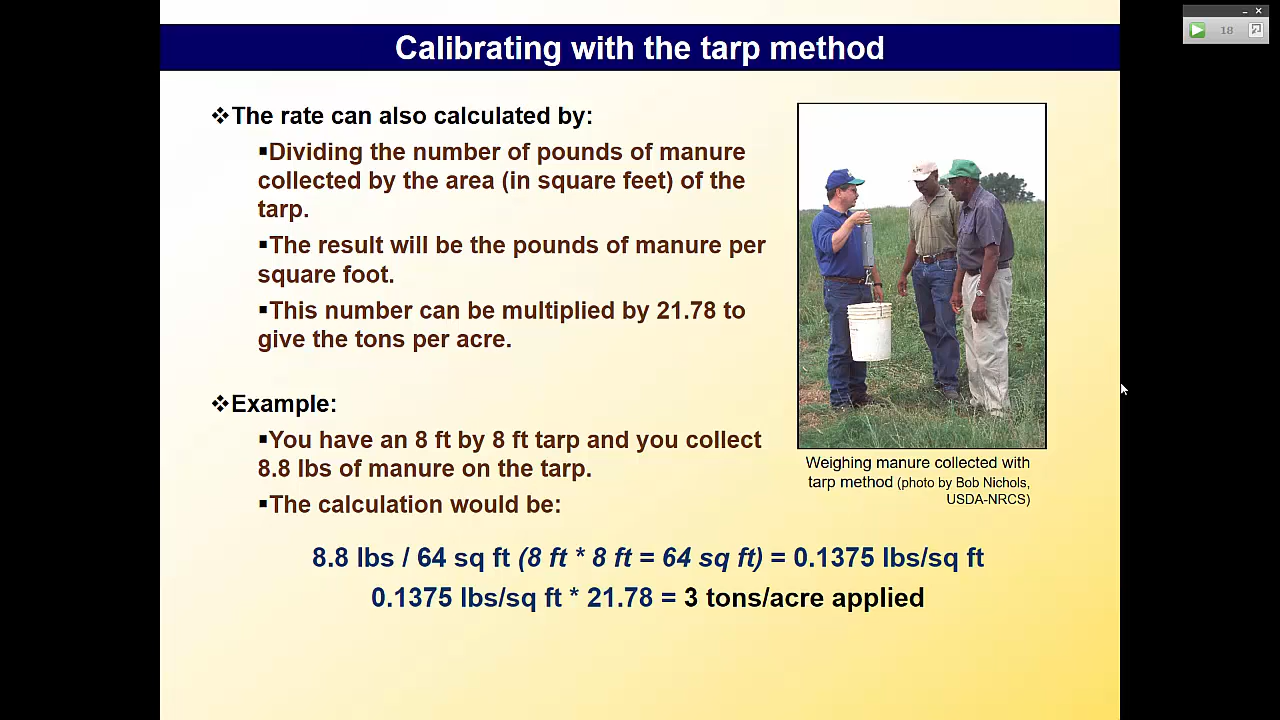 Calibrating with the tarp method
18
❖The rate can also calculated by:
▪Dividing the number of pounds of manure
collected by the area (in square feet) of the
tarp.
▪The result will be the pounds of manure per
square foot.
▪This number can be multiplied by 21.78 to
give the tons per acre.
❖Example:
▪You have an 8 ft by 8 ft tarp and you collect
8.8 lbs of manure on the tarp.
▪The calculation would be:
8.8 lbs / 64 sq ft (8 ft * 8 ft = 64 sq ft) = 0.1375 lbs/sq ft
0.1375 lbs/sq ft * 21.78 = 3 tons/acre applied
Weighing manure collected with
tarp method (photo by Bob Nichols,
USDA-NRCS)